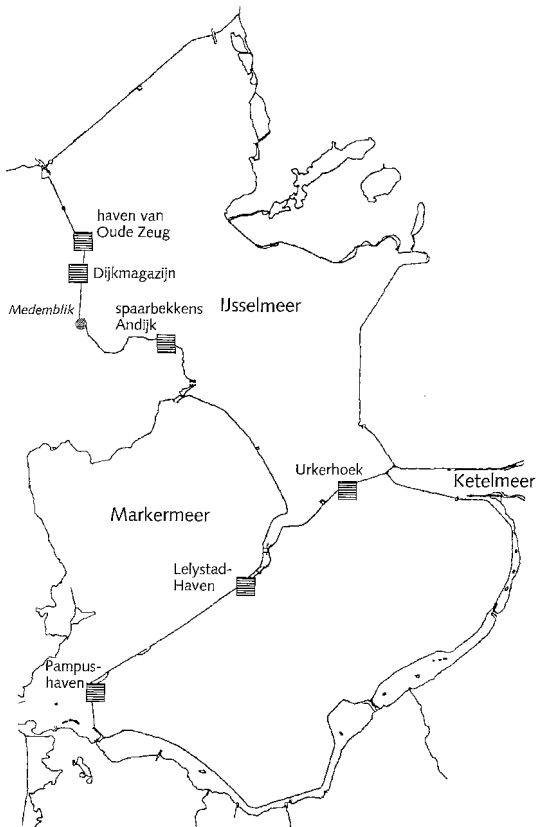 haven van
Oude Zeug
Dijkmagazijn
Medemblik
spaarbekkens
Andijk
IJsselmeer
Urkerhoek
Ketelmeer
Markermeer
Lelystad-
Haven
Pampus-
haven